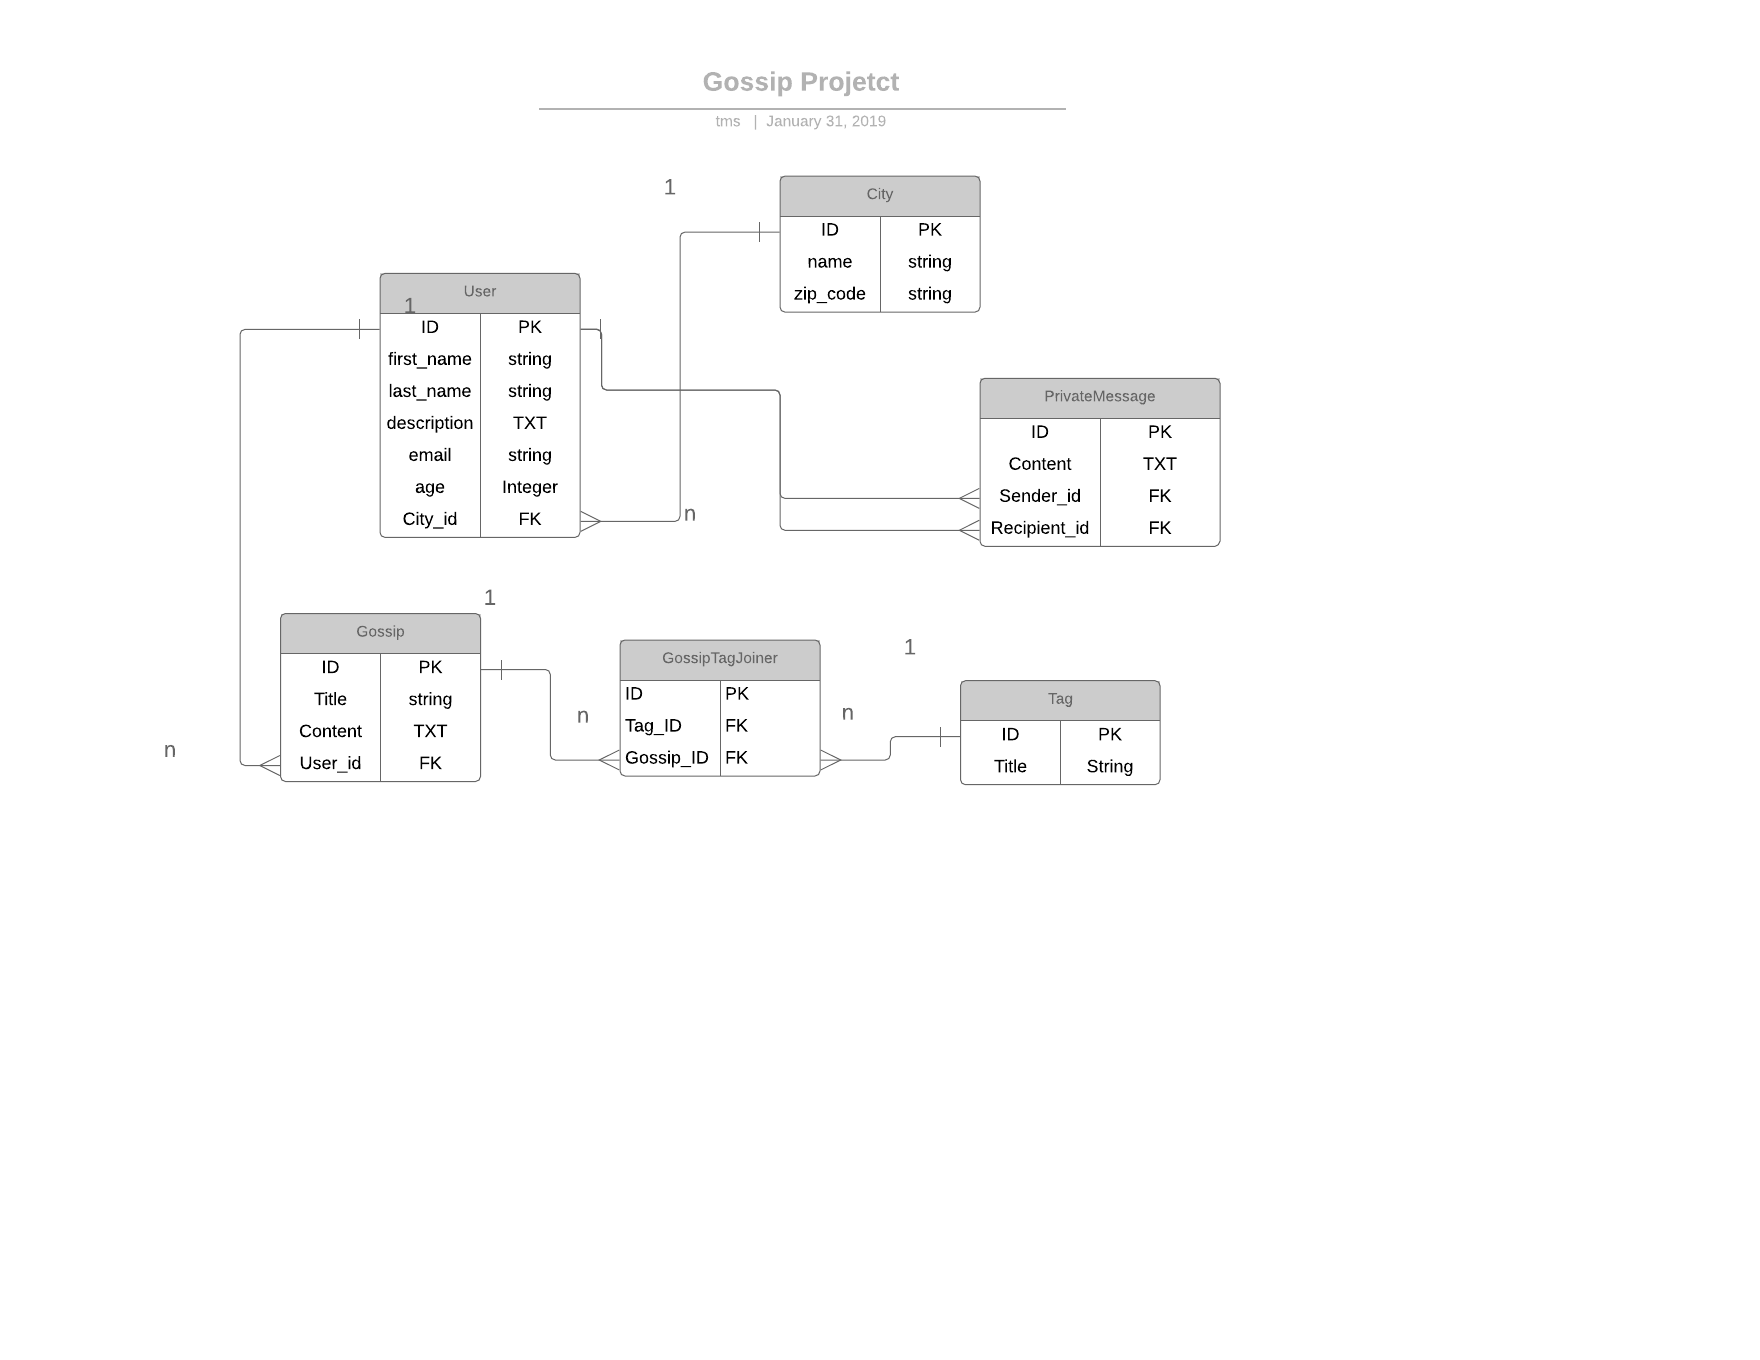 Gossip Projetct
tms | January 31, 2019
1
City
ID PK
name string
zip_code string
User
1
ID PK
first_name string
last_name string
description TXT
email string
age Integer
City_id FK
n
PrivateMessage
ID PK
Content TXT
Sender_id FK
Recipient_id FK
1
Gossip
ID PK
Title string
Content TXT
User_id FK
n
n
GossipTagJoiner
ID PK
Tag_ID FK
Gossip_ID FK
n
1
Tag
ID PK
Title String